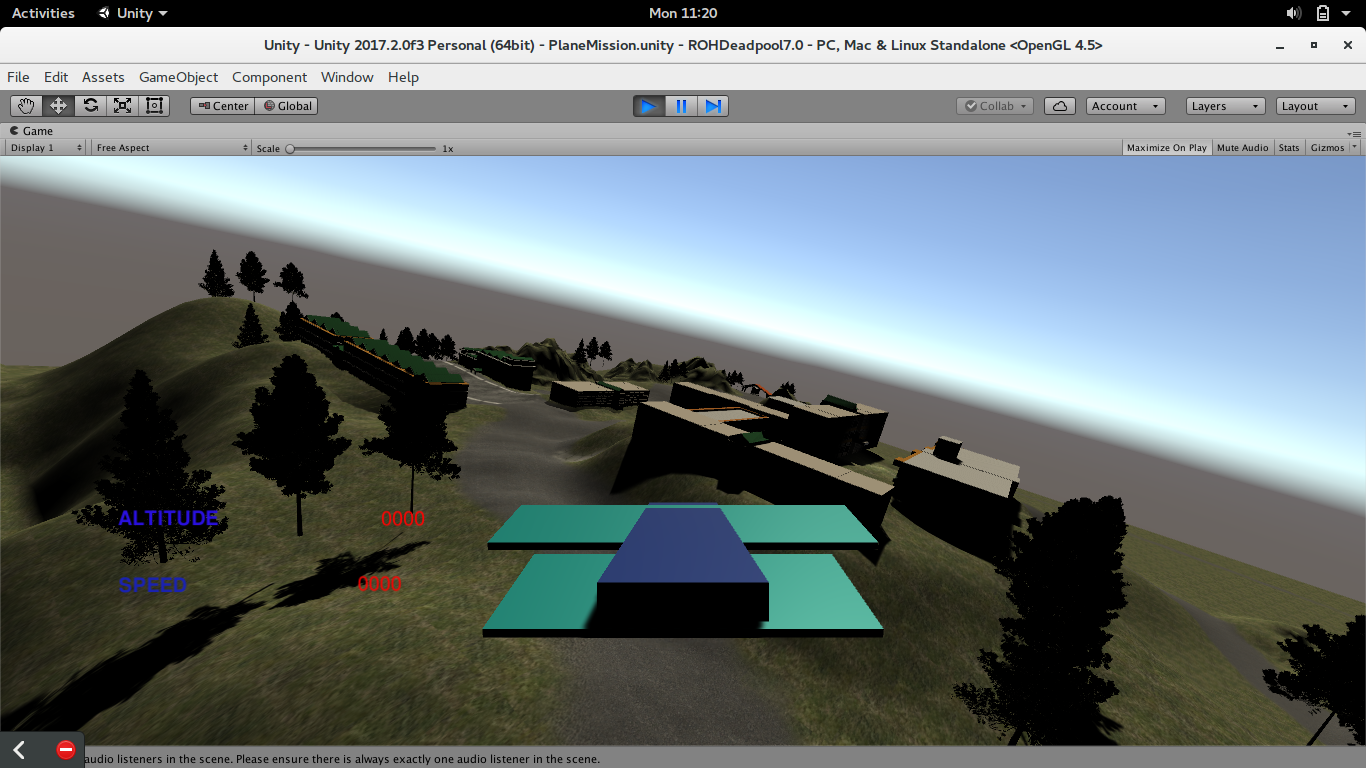 Activities Unity Mon 11:20
Unity - Unity 2017.2.0f3 Personal (64bit) - PlaneMission.unity - ROHDeadpool7.0 - PC, Mac & Linux Standalone <OpenGL 4.5>
File Edit Assets GameObject Component Window Help
Center Global Collab Account Layers Layout
Game
Display 1 Free Aspect Scale 1x Maximize On Play Mute Audio Stats Gizmos
ALTITUDE 0000
SPEED 0000
audio listeners in the scene. Please ensure there is always exactly one audio listener in the scene.